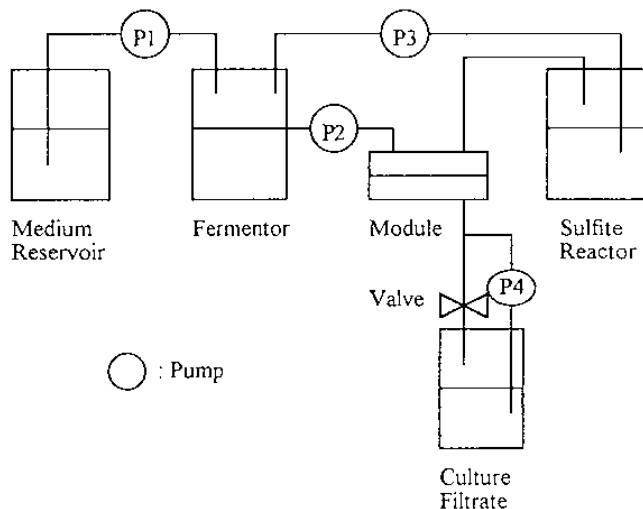 P1
P3
P2
Medium
Reservoir
Fermentor
Module
Sulfite
Reactor
Valve
P4
: Pump
Culture
Filtrate